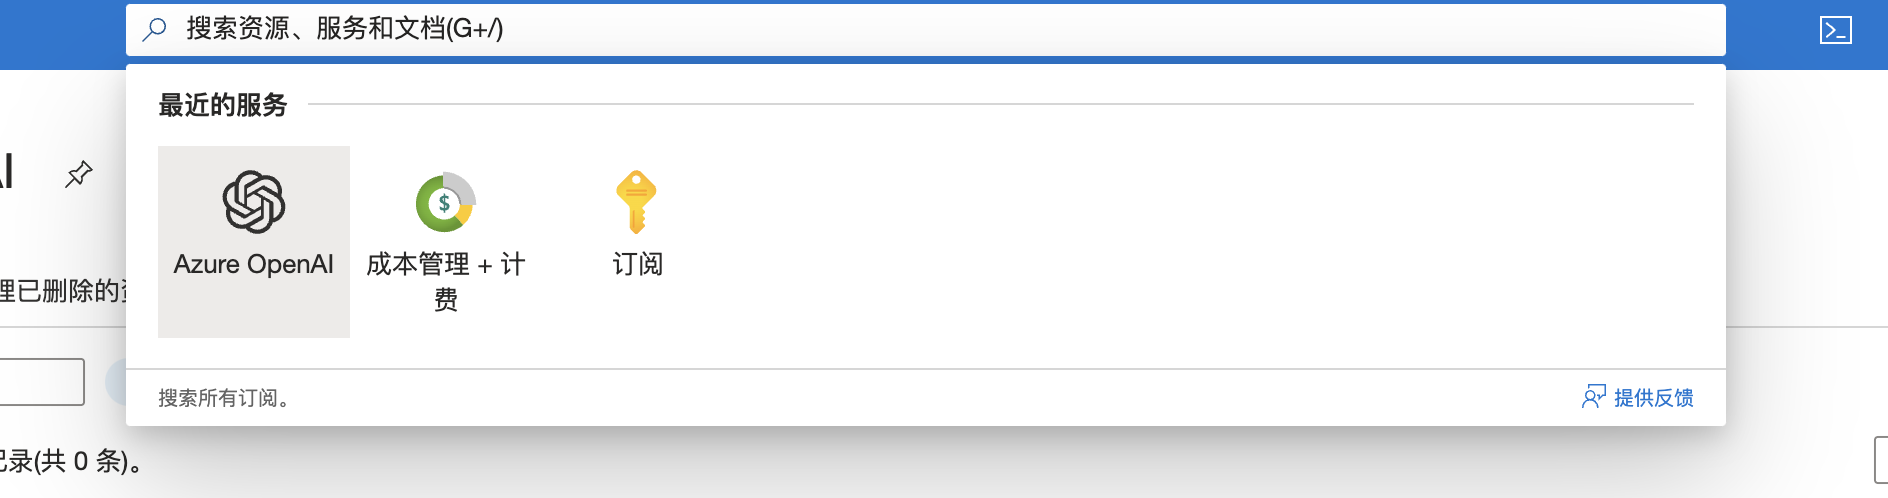 搜索资源、服务和文档(G+/)
最近的服务
Azure OpenAI
成本管理 + 计
费
订阅
理已删除的
搜索所有订阅。
提供反馈
记录(共 0 条)。